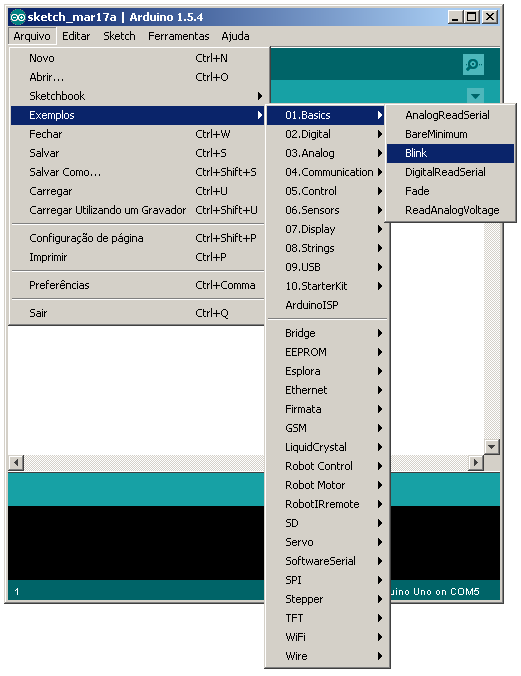 sketch_mar17a | Arduino 1.5.4
Arquivo Editar Sketch Ferramentas Ajuda
Novo Ctrl+N
Abrir... Ctrl+O
Sketchbook
Exemplos
Fechar Ctrl+W
Salvar Ctrl+S
Salvar Como... Ctrl+Shift+S
Carregar Ctrl+U
Carregar Utilizando um Gravador Ctrl+Shift+U
Configuração de página Ctrl+Shift+P
Imprimir Ctrl+P
Preferências Ctrl+Comma
Sair Ctrl+Q
01.Basics
02.Digital
03.Analog
04.Communication
05.Control
06.Sensors
07.Display
08.Strings
09.USB
10.StarterKit
ArduinoISP
Bridge
EEPROM
Esplora
Ethernet
Firmata
GSM
LiquidCrystal
Robot Control
Robot Motor
RobotIRremote
SD
Servo
SoftwareSerial
SPI
Stepper
TFT
WiFi
Wire
AnalogReadSerial
BareMinimum
Blink
DigitalReadSerial
Fade
ReadAnalogVoltage
1 uino Uno on COM5